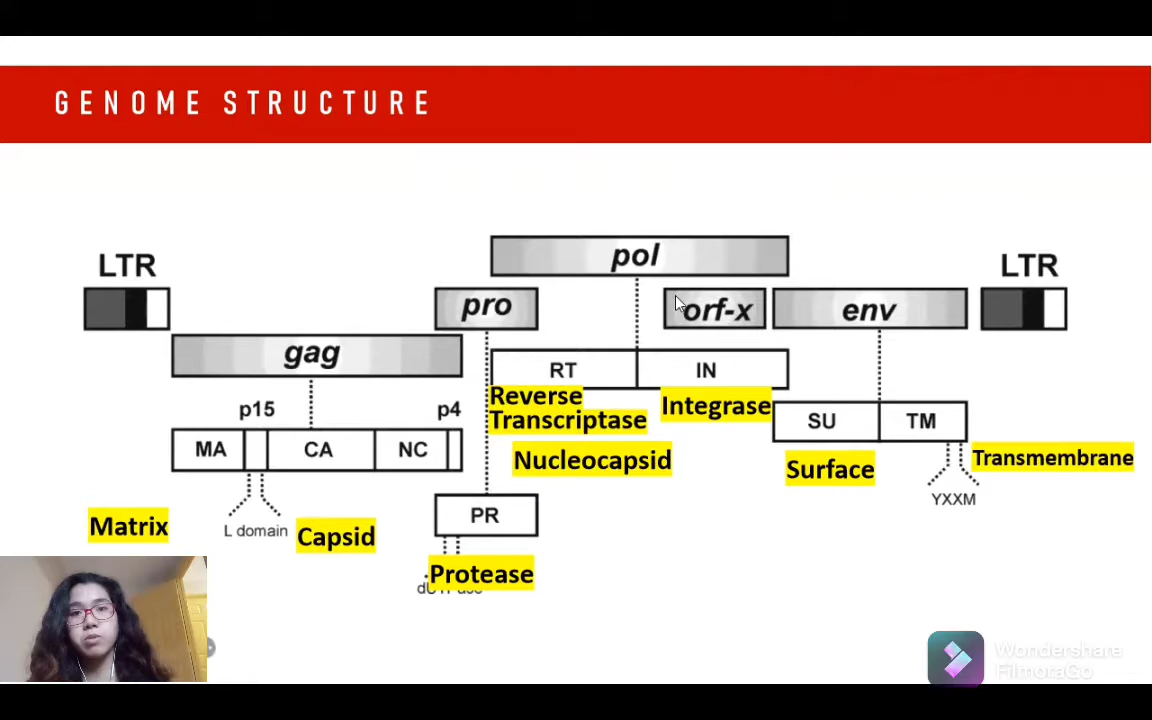 GENOME STRUCTURE
LTR
pol
LTR
pro
orf-x
env
gag
RT
IN
p15
p4
Reverse
Transcriptase
Integrase
MA
CA
NC
SU
TM
Nucleocapsid
Surface
Transmembrane
YXXM
PR
Matrix
L domain
Capsid
Protease
Wondershare
FilmoraGo